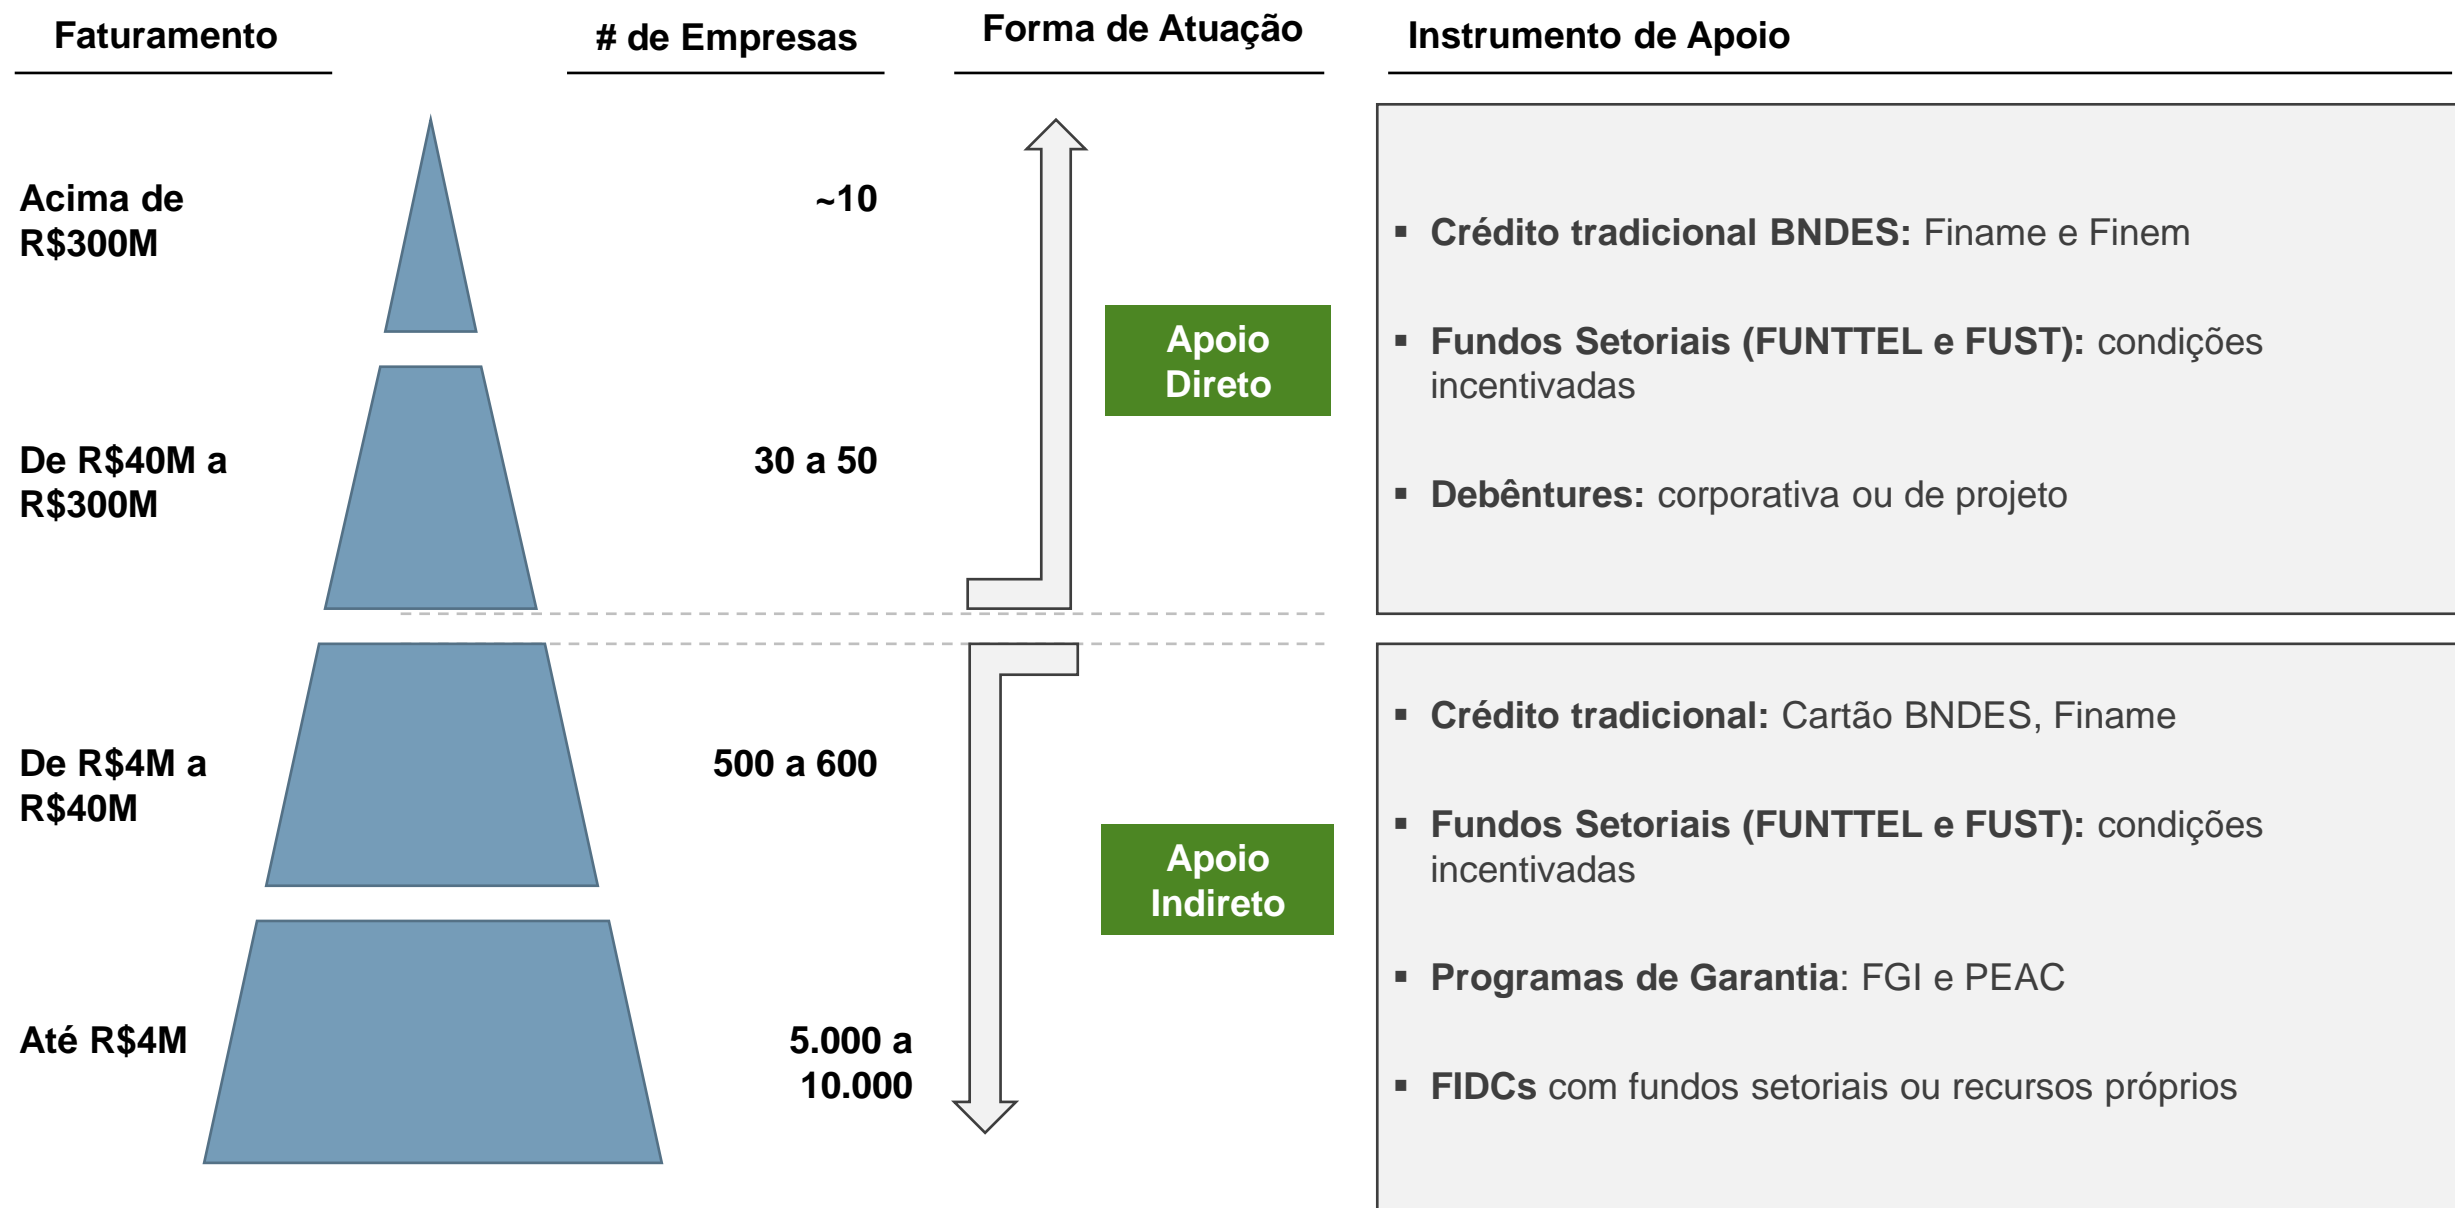 Faturamento
# de Empresas
Forma de Atuação
Instrumento de Apoio
Acima de
R$300M
~10
De R$40M a
R$300M
30 a 50
Apoio
Direto
▪ Crédito tradicional BNDES: Finame e Finem
▪ Fundos Setoriais (FUNTTEL e FUST): condições
incentivadas
▪ Debêntures: corporativa ou de projeto
De R$4M a
R$40M
500 a 600
Até R$4M
5.000 a
10.000
Apoio
Indireto
▪ Crédito tradicional: Cartão BNDES, Finame
▪ Fundos Setoriais (FUNTTEL e FUST): condições
incentivadas
▪ Programas de Garantia: FGI e PEAC
▪ FIDCs com fundos setoriais ou recursos próprios